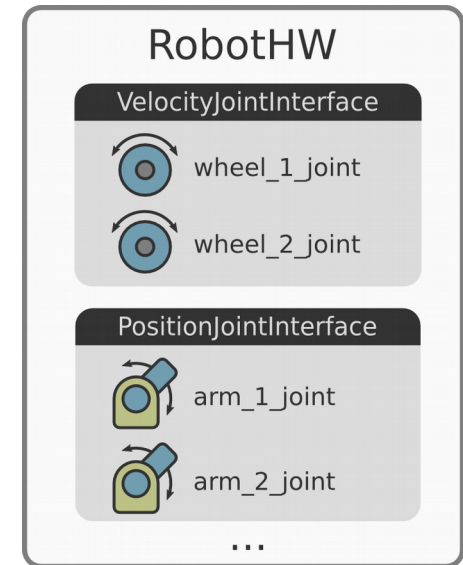 RobotHW
VelocityJointInterface
wheel_1_joint
wheel_2_joint
PositionJointInterface
arm_1_joint
arm_2_joint
...